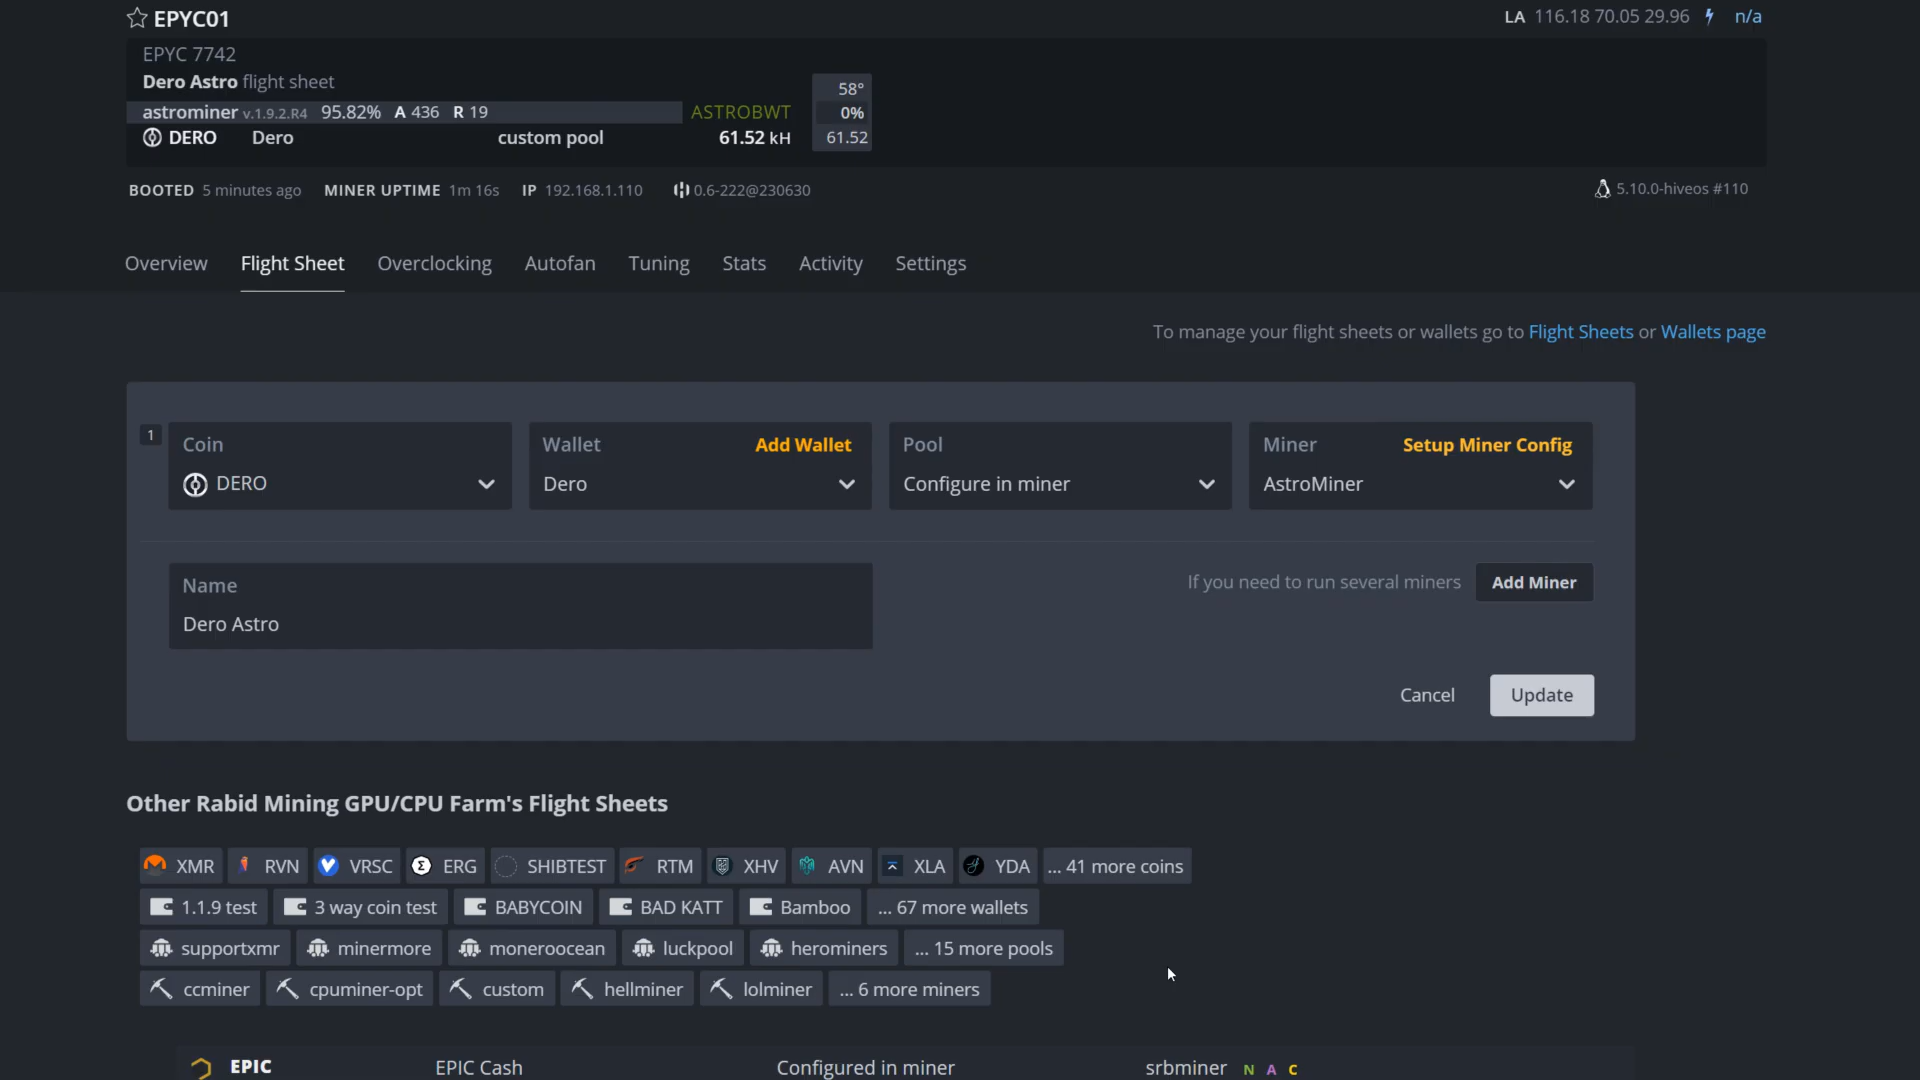 EPYC01
LA 116.18 70.05 29.96 n/a
EPYC 7742
Dero Astro flight sheet
astrominer v.1.9.2.R4 95.82% A 436 R 19 ASTROBWT
DERO Dero custom pool 61.52 kH
58°
0%
61.52
BOOTED 5 minutes ago MINER UPTIME 1m 16s IP 192.168.1.110 0.6-222@230630 5.10.0-hiveos #110
Overview Flight Sheet Overclocking Autofan Tuning Stats Activity Settings
To manage your flight sheets or wallets go to Flight Sheets or Wallets page
1
Coin Wallet Add Wallet Pool Miner Setup Miner Config
DERO Dero Configure in miner AstroMiner
Name
Dero Astro
If you need to run several miners Add Miner
Cancel Update
Other Rabid Mining GPU/CPU Farm's Flight Sheets
XMR RVN VRSC ERG SHIBTEST RTM XHV AVN XLA YDA ... 41 more coins
1.1.9 test 3 way coin test BABYCOIN BAD KATT Bamboo ... 67 more wallets
supportxmr minermore moneroocean luckpool herominers ... 15 more pools
ccminer cpuminer-opt custom hellminer lolminer ... 6 more miners
EPIC EPIC Cash Configured in miner srbminer N A C